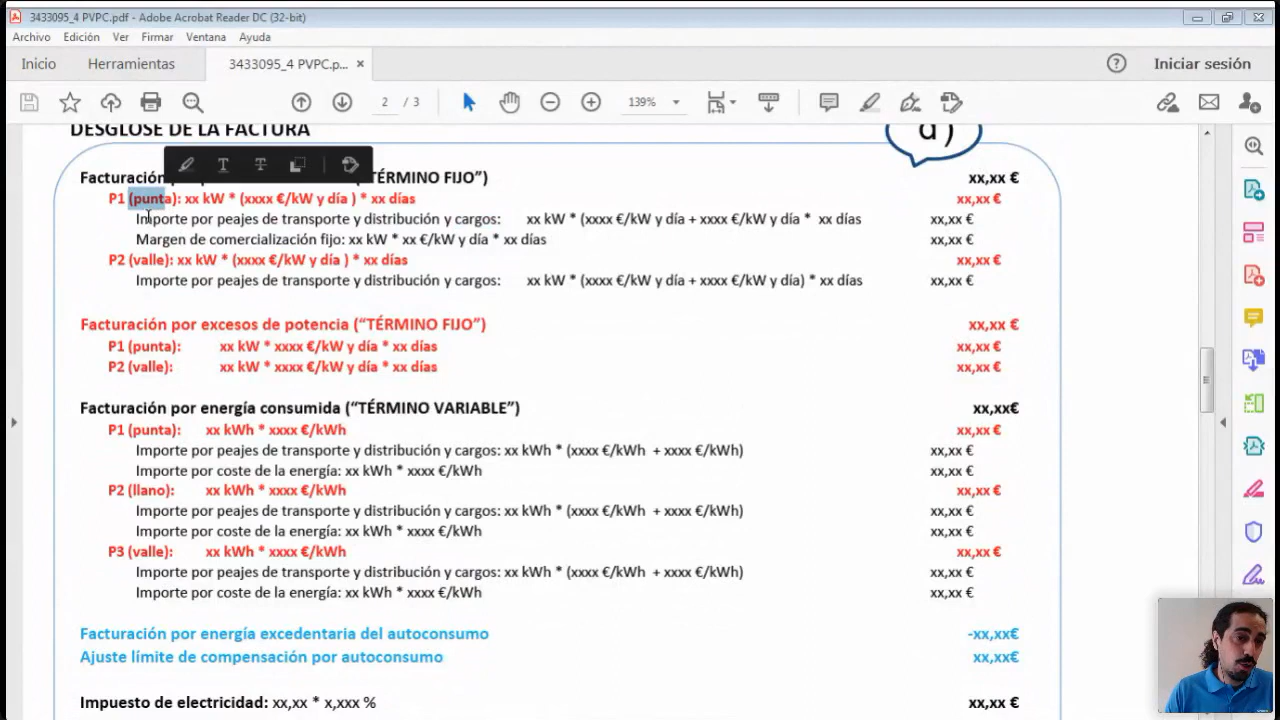 3433095_4 PVPC.pdf - Adobe Acrobat Reader DC (32-bit)
Archivo Edición Ver Firmar Ventana Ayuda
Inicio Herramientas 3433095_4 PVPC.p... × Iniciar sesión
2 / 3 139%
DESGLOSE DE LA FACTURA
d)
Facturación ("TÉRMINO FIJO") xx,xx €
P1 (punta): xx kW * (xxxx €/kW y día ) * xx días xx,xx €
Importe por peajes de transporte y distribución y cargos: xx kW * (xxxx €/kW y día + xxxx €/kW y día * xx días xx,xx €
Margen de comercialización fijo: xx kW * xx €/kW y día * xx días xx,xx €
P2 (valle): xx kW * (xxxx €/kW y día ) * xx días xx,xx €
Importe por peajes de transporte y distribución y cargos: xx kW * (xxxx €/kW y día + xxxx €/kW y día) * xx días xx,xx €
Facturación por excesos de potencia ("TÉRMINO FIJO") xx,xx €
P1 (punta): xx kW * xxxx €/kW y día * xx días xx,xx €
P2 (valle): xx kW * xxxx €/kW y día * xx días xx,xx €
Facturación por energía consumida ("TÉRMINO VARIABLE") xx,xx€
P1 (punta): xx kWh * xxxx €/kWh xx,xx €
Importe por peajes de transporte y distribución y cargos: xx kWh * (xxxx €/kWh + xxxx €/kWh) xx,xx €
Importe por coste de la energía: xx kWh * xxxx €/kWh xx,xx €
P2 (llano): xx kWh * xxxx €/kWh xx,xx €
Importe por peajes de transporte y distribución y cargos: xx kWh * (xxxx €/kWh + xxxx €/kWh) xx,xx €
Importe por coste de la energía: xx kWh * xxxx €/kWh xx,xx €
P3 (valle): xx kWh * xxxx €/kWh xx,xx €
Importe por peajes de transporte y distribución y cargos: xx kWh * (xxxx €/kWh + xxxx €/kWh) xx,xx €
Importe por coste de la energía: xx kWh * xxxx €/kWh xx,xx €
Facturación por energía excedentaria del autoconsumo -xx,xx€
Ajuste límite de compensación por autoconsumo xx,xx€
Impuesto de electricidad: xx,xx * x,xxx % xx,xx €